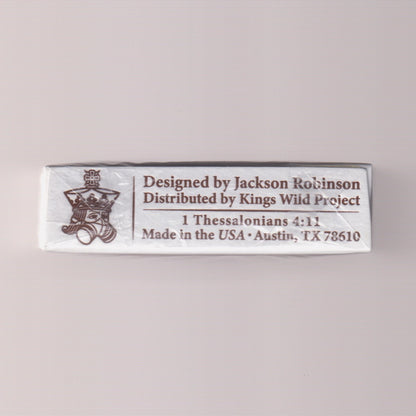 Designed by Jackson Robinson
Distributed by Kings Wild Project
1 Thessalonians 4:11
Made in the USA · Austin, TX 78610